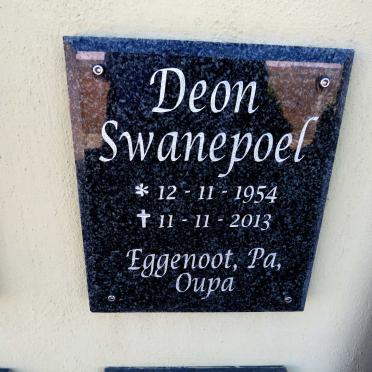 Deon
Swanepoel
* 12 - 11 - 1954
✝ 11 - 11 - 2013
Eggenoot, Pa,
Oupa